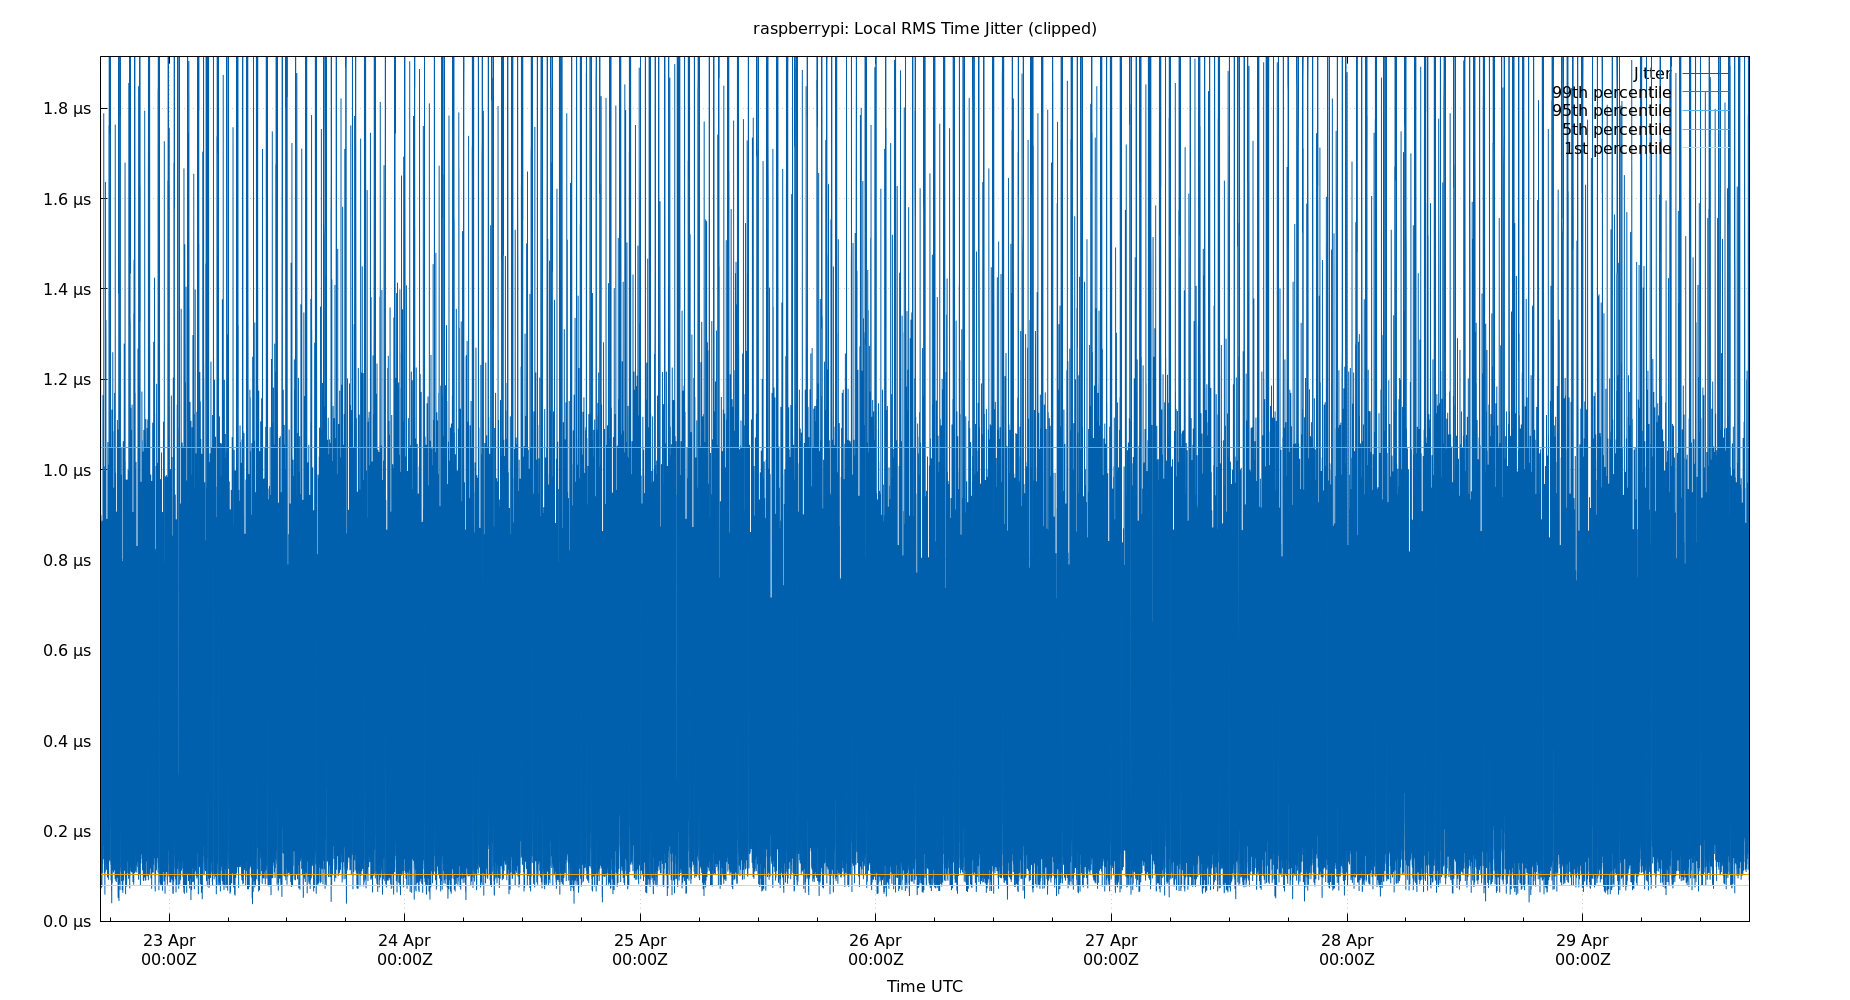 raspberrypi: Local RMS Time Jitter (clipped)
Jitter
99th percentile
95th percentile
5th percentile
1st percentile
1.8 µs
1.6 µs
1.4 µs
1.2 µs
1.0 µs
0.8 µs
0.6 µs
0.4 µs
0.2 µs
0.0 µs
23 Apr 24 Apr 25 Apr 26 Apr 27 Apr 28 Apr 29 Apr
00:00Z 00:00Z 00:00Z 00:00Z 00:00Z 00:00Z 00:00Z
Time UTC